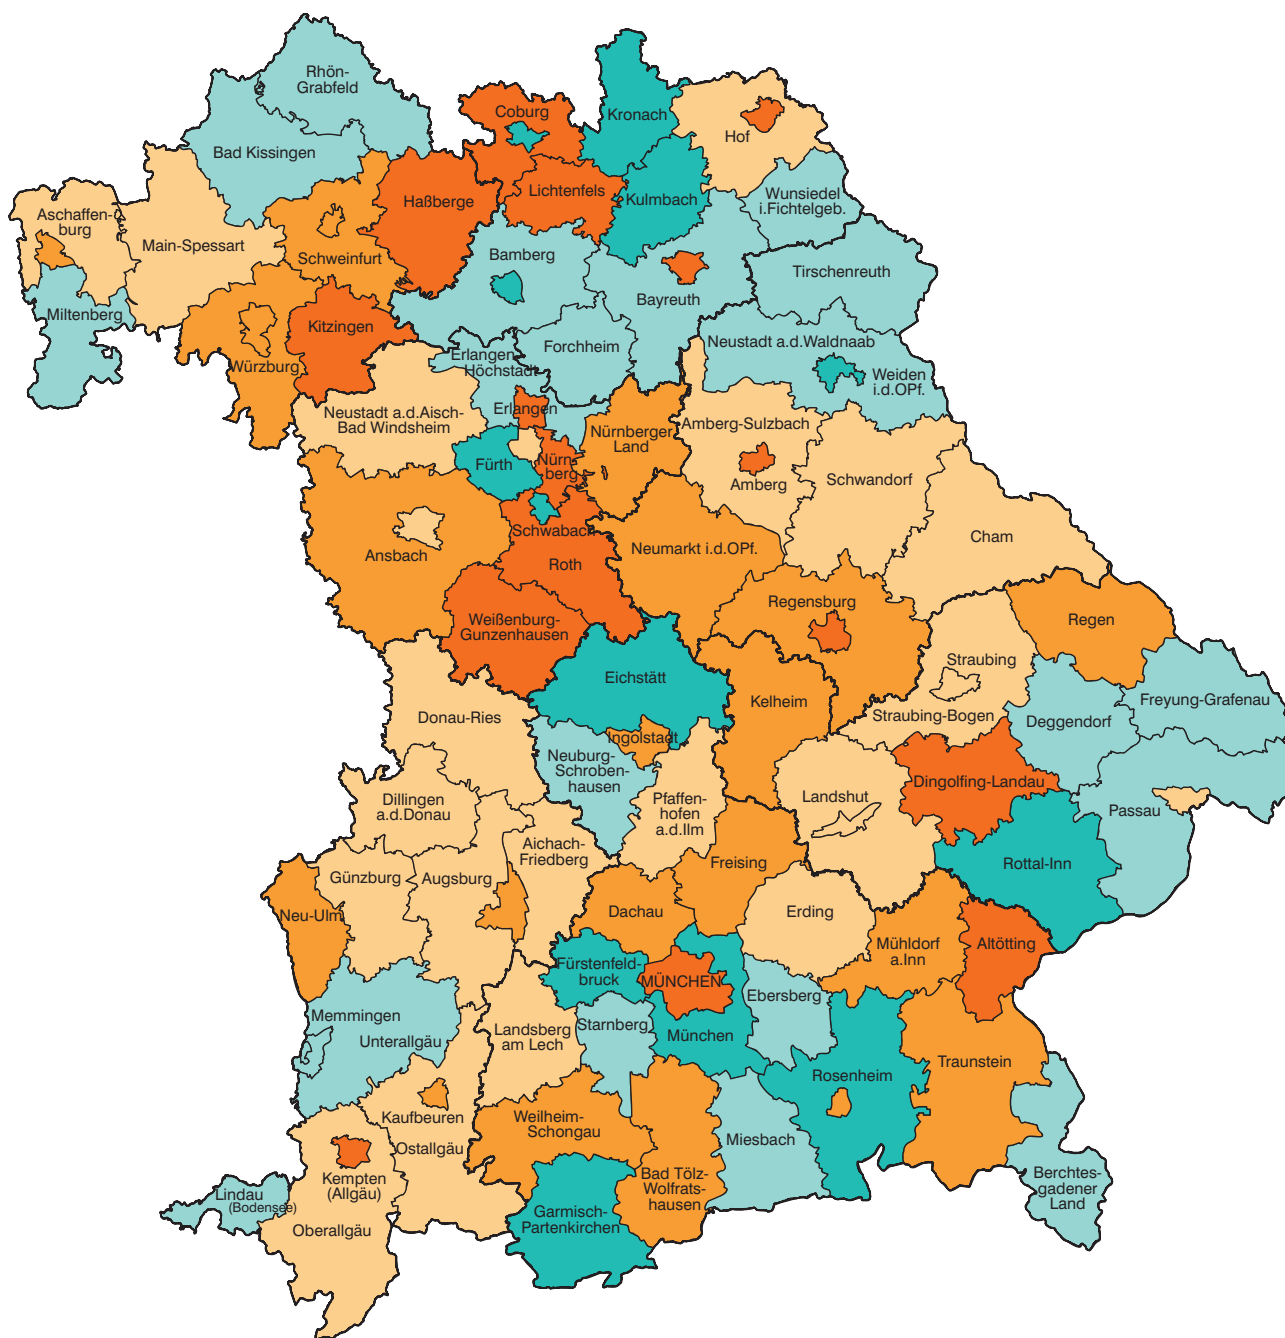 Rhön-
Grabfeld
Coburg
Kronach
Hof
Bad Kissingen
Haßberge
Lichtenfels
Kulmbach
Wunsiedel
i.Fichtelgeb.
Aschaffen-
burg
Main-Spessart
Schweinfurt
Bamberg
Bayreuth
Tirschenreuth
Miltenberg
Kitzingen
Würzburg
Erlangen-
Höchstadt
Forchheim
Neustadt a.d.Waldnaab
Weiden
i.d.OPf.
Neustadt a.d.Aisch-
Bad Windsheim
Erlangen
Nürnberger
Land
Amberg-Sulzbach
Fürth
Nürn-
berg
Amberg
Schwandorf
Ansbach
Schwabach
Roth
Neumarkt i.d.OPf.
Cham
Weißenburg-
Gunzenhausen
Regensburg
Regen
Eichstätt
Kelheim
Straubing
Straubing-Bogen
Freyung-Grafenau
Deggendorf
Donau-Ries
Ingolstadt
Neuburg-
Schroben-
hausen
Dingolfing-Landau
Dillingen
a.d.Donau
Pfaffen-
hofen
a.d.Ilm
Landshut
Passau
Aichach-
Friedberg
Freising
Rottal-Inn
Günzburg
Augsburg
Neu-Ulm
Dachau
Erding
Mühldorf
a.Inn
Altötting
Fürstenfeld-
bruck
MÜNCHEN
Ebersberg
Memmingen
Unterallgäu
Landsberg
am Lech
Starnberg
München
Rosenheim
Traunstein
Kaufbeuren
Ostallgäu
Weilheim-
Schongau
Miesbach
Kempten
(Allgäu)
Bad Tölz-
Wolfrats-
hausen
Berchtes-
gadener
Land
Lindau
(Bodensee)
Oberallgäu
Garmisch-
Partenkirchen